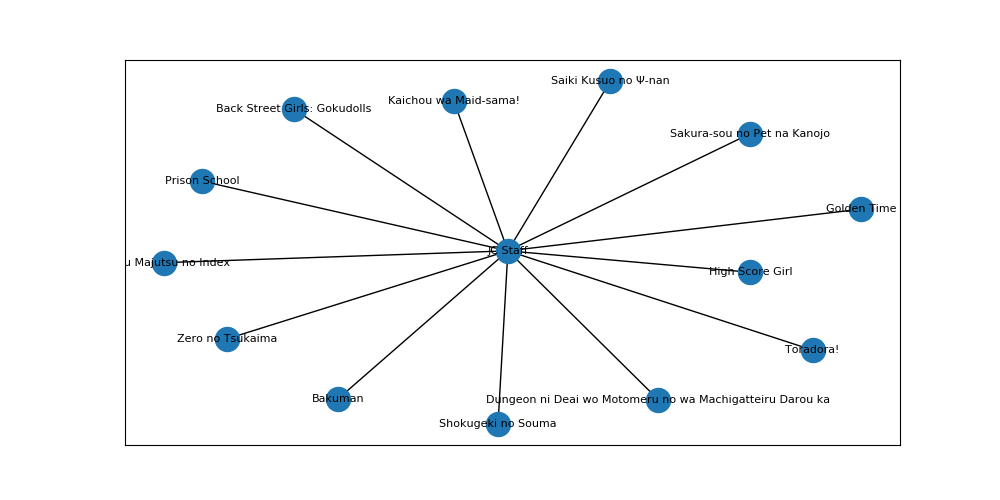 Saiki Kusuo no Ψ-nan
Kaichou wa Maid-sama!
Back Street Girls: Gokudolls
Sakura-sou no Pet na Kanojo
Prison School
Golden Time
JC Staff
u Majutsu no Index
High Score Girl
Zero no Tsukaima
Toradora!
Bakuman
Dungeon ni Deai wo Motomeru no wa Machigatteiru Darou ka
Shokugeki no Souma